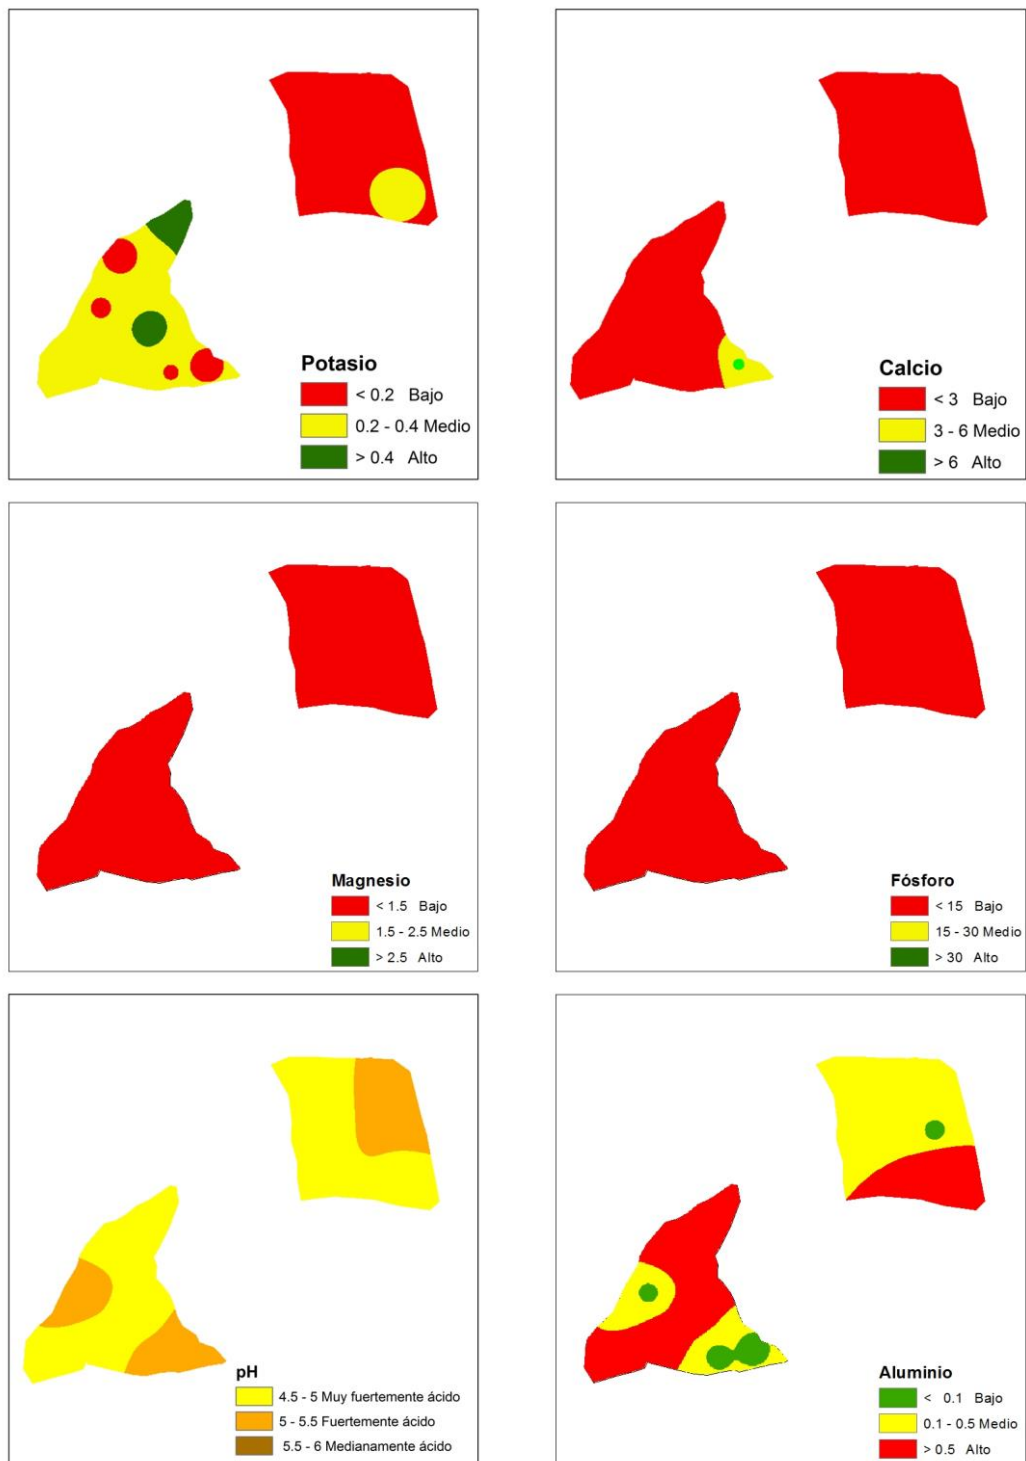 Potasio
< 0.2 Bajo
0.2 - 0.4 Medio
> 0.4 Alto
Calcio
< 3 Bajo
3 - 6 Medio
> 6 Alto
Magnesio
< 1.5 Bajo
1.5 - 2.5 Medio
> 2.5 Alto
Fósforo
< 15 Bajo
15 - 30 Medio
> 30 Alto
pH
4.5 - 5 Muy fuertemente ácido
5 - 5.5 Fuertemente ácido
5.5 - 6 Medianamente ácido
Aluminio
< 0.1 Bajo
0.1 - 0.5 Medio
> 0.5 Alto